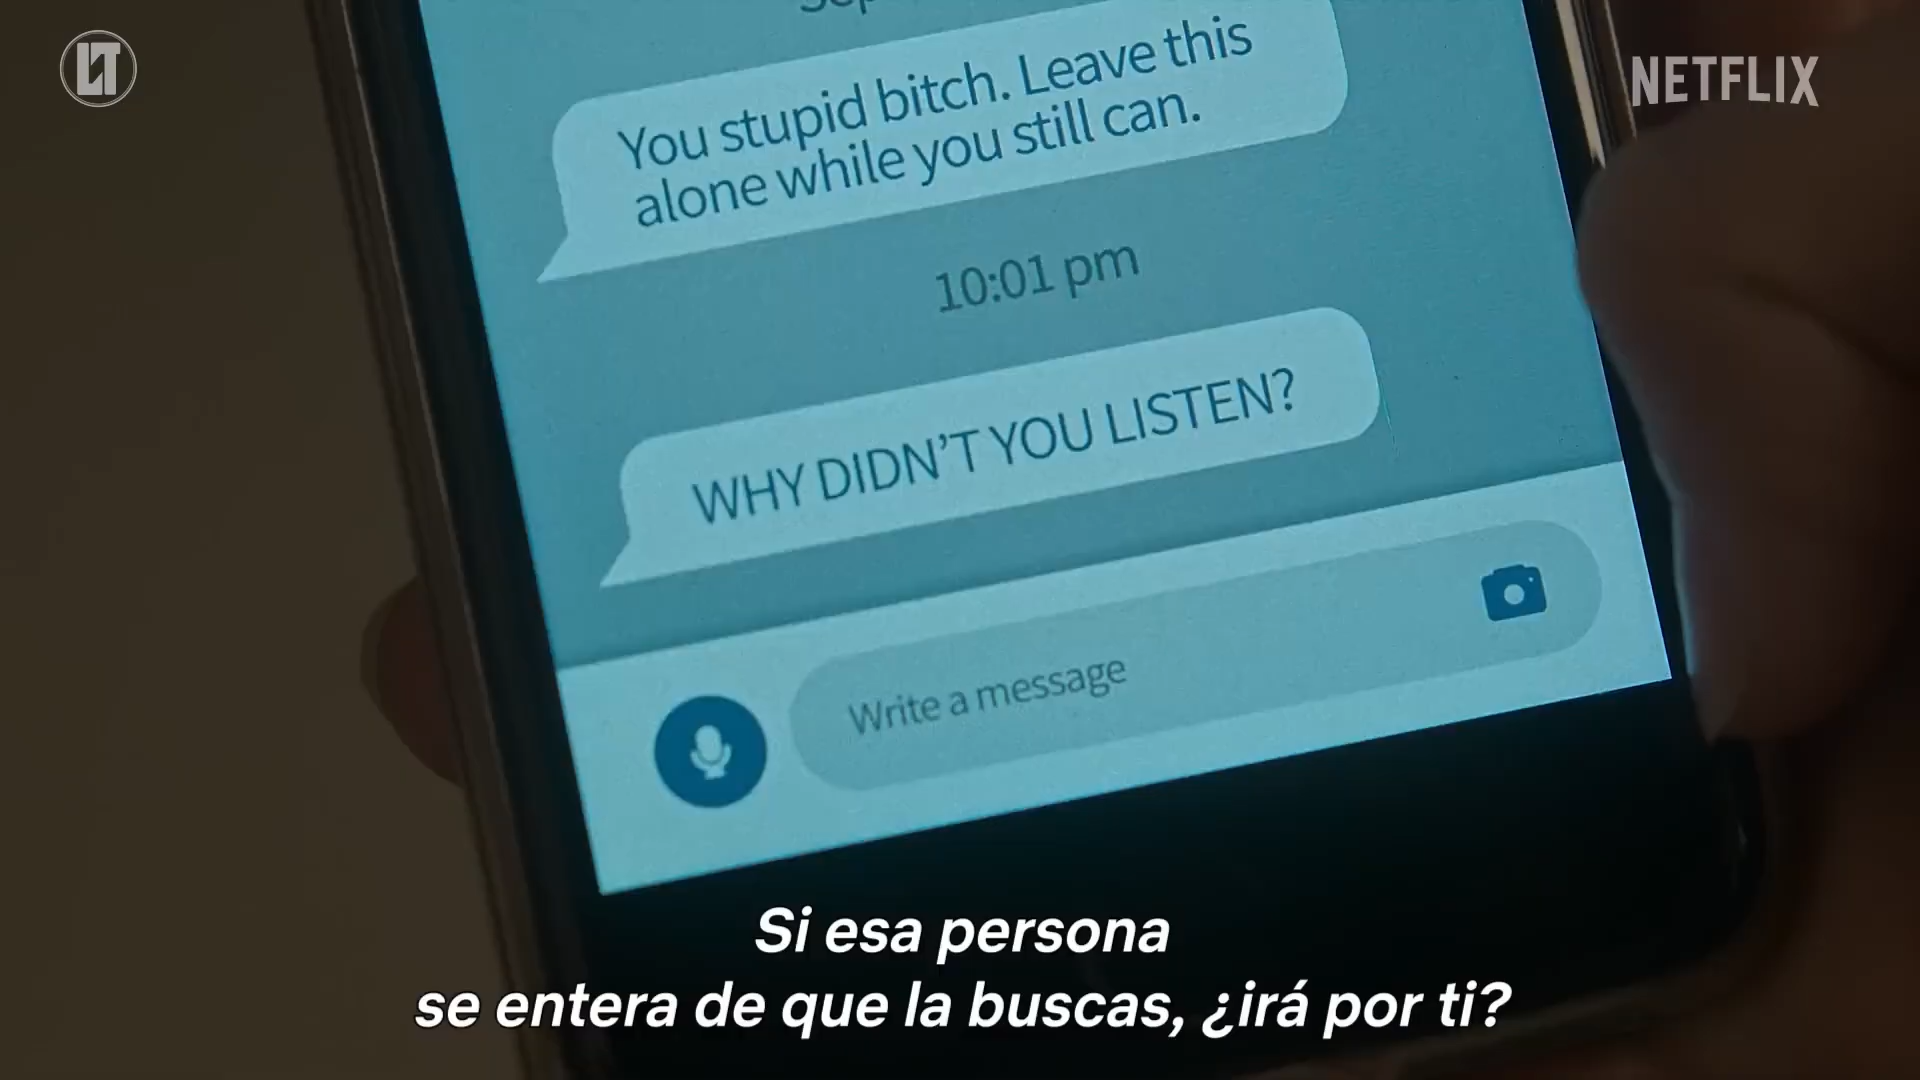 LT
NETFLIX
You stupid bitch. Leave this
alone while you still can.
10:01 pm
WHY DIDN'T YOU LISTEN?
Write a message
Si esa persona
se entera de que la buscas, ¿irá por ti?